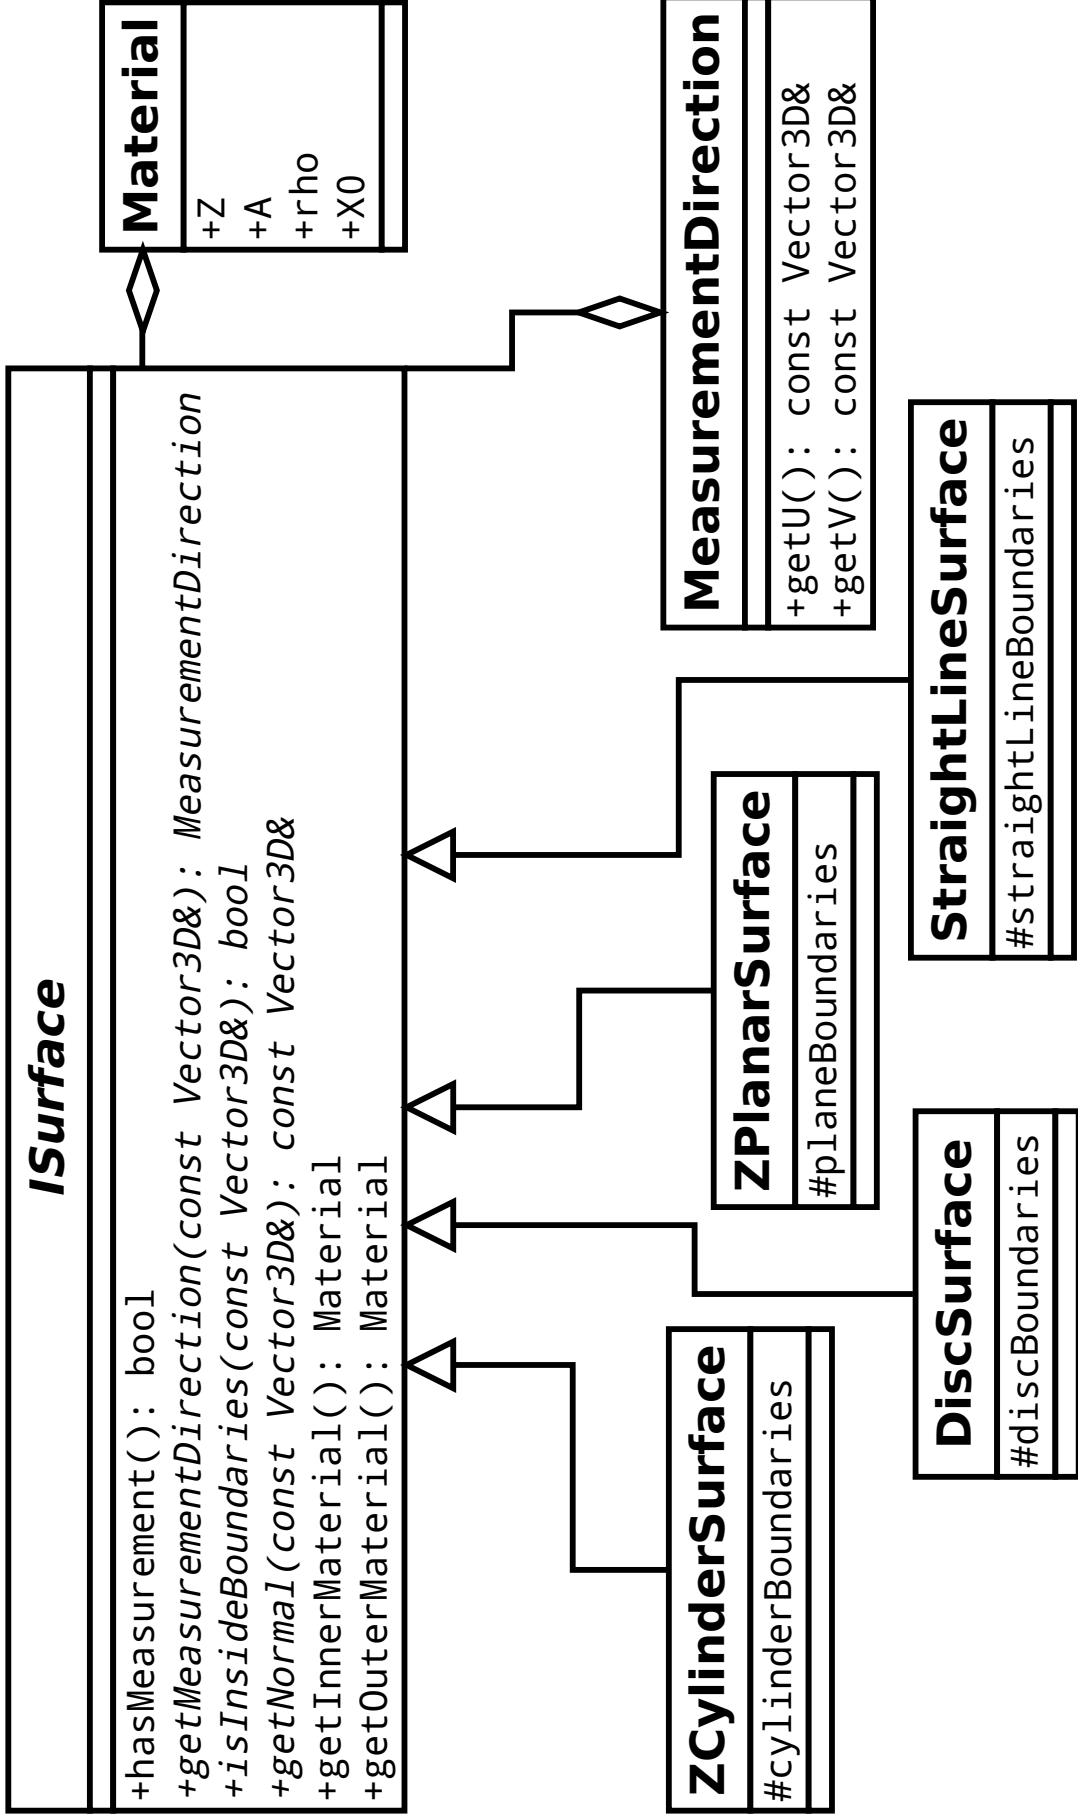 ISurface
+hasMeasurement(): bool
+getMeasurementDirection(const Vector3D&): MeasurementDirection
+isInsideBoundaries(const Vector3D&): bool
+getNormal(const Vector3D&): const Vector3D&
+getInnerMaterial(): Material
+getOuterMaterial(): Material
Material
+Z
+A
+rho
+X0
MeasurementDirection
+getU(): const Vector3D&
+getV(): const Vector3D&
ZCylinderSurface
#cylinderBoundaries
DiscSurface
#discBoundaries
ZPlanarSurface
#planeBoundaries
StraightLineSurface
#straightLineBoundaries